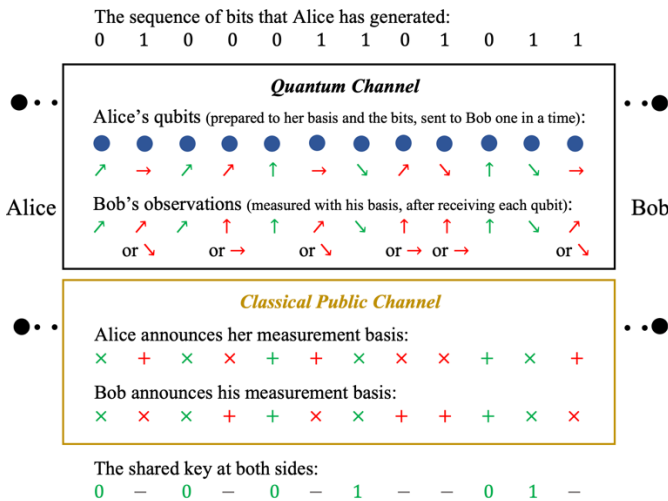 The sequence of bits that Alice has generated:
0 1 0 0 0 1 1 0 1 0 1 1
Quantum Channel
Alice's qubits (prepared to her basis and the bits, sent to Bob one in a time):
↗ → ↗ ↗ ↑ → ↘ ↗ ↘ ↑ ↘ →
Alice
Bob's observations (measured with his basis, after receiving each qubit):
Bob
↗ ↗ ↗ ↑ ↑ ↗ ↘ ↑ ↑ ↑ ↘ ↗
or ↘ or → or ↘ or → or → or ↘
Classical Public Channel
Alice announces her measurement basis:
× + × × + + × × × + × +
Bob announces his measurement basis:
× × × + + × × + + + × ×
The shared key at both sides:
0 – 0 – 0 – 1 – – 0 1 –